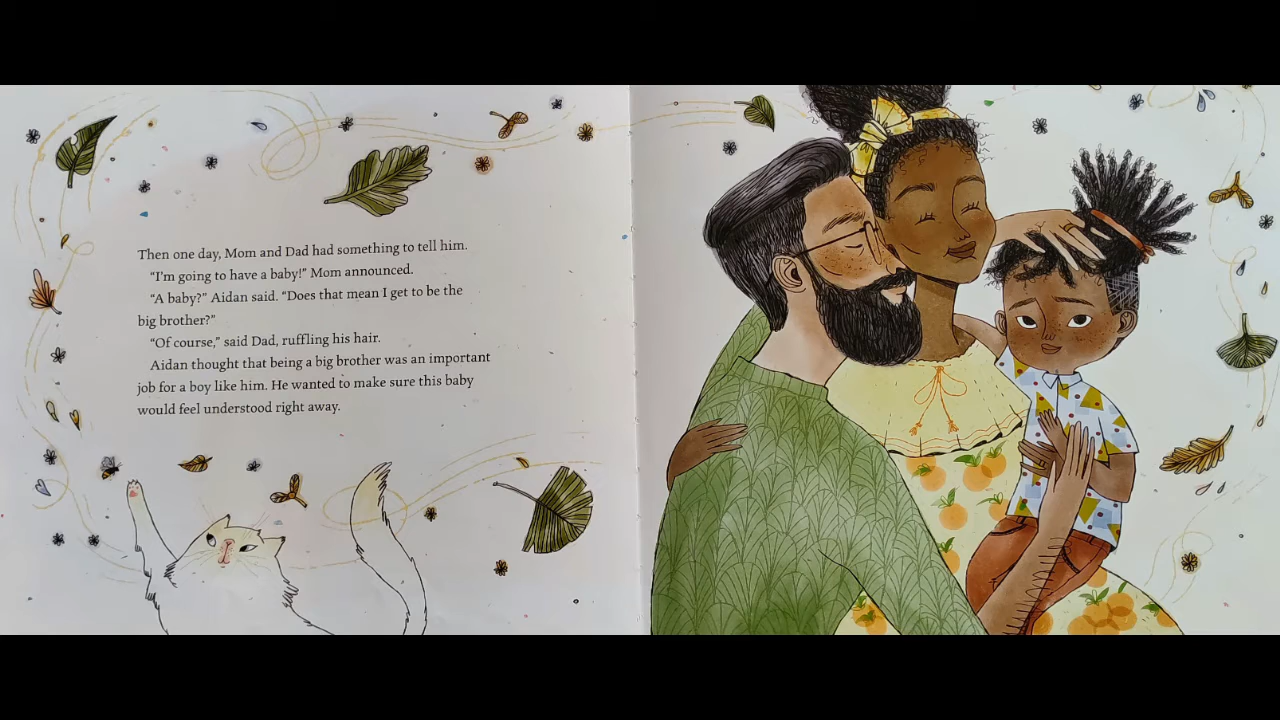 Then one day, Mom and Dad had something to tell him.
“I’m going to have a baby!” Mom announced.
“A baby?” Aidan said. “Does that mean I get to be the
big brother?”
“Of course,” said Dad, ruffling his hair.
Aidan thought that being a big brother was an important
job for a boy like him. He wanted to make sure this baby
would feel understood right away.